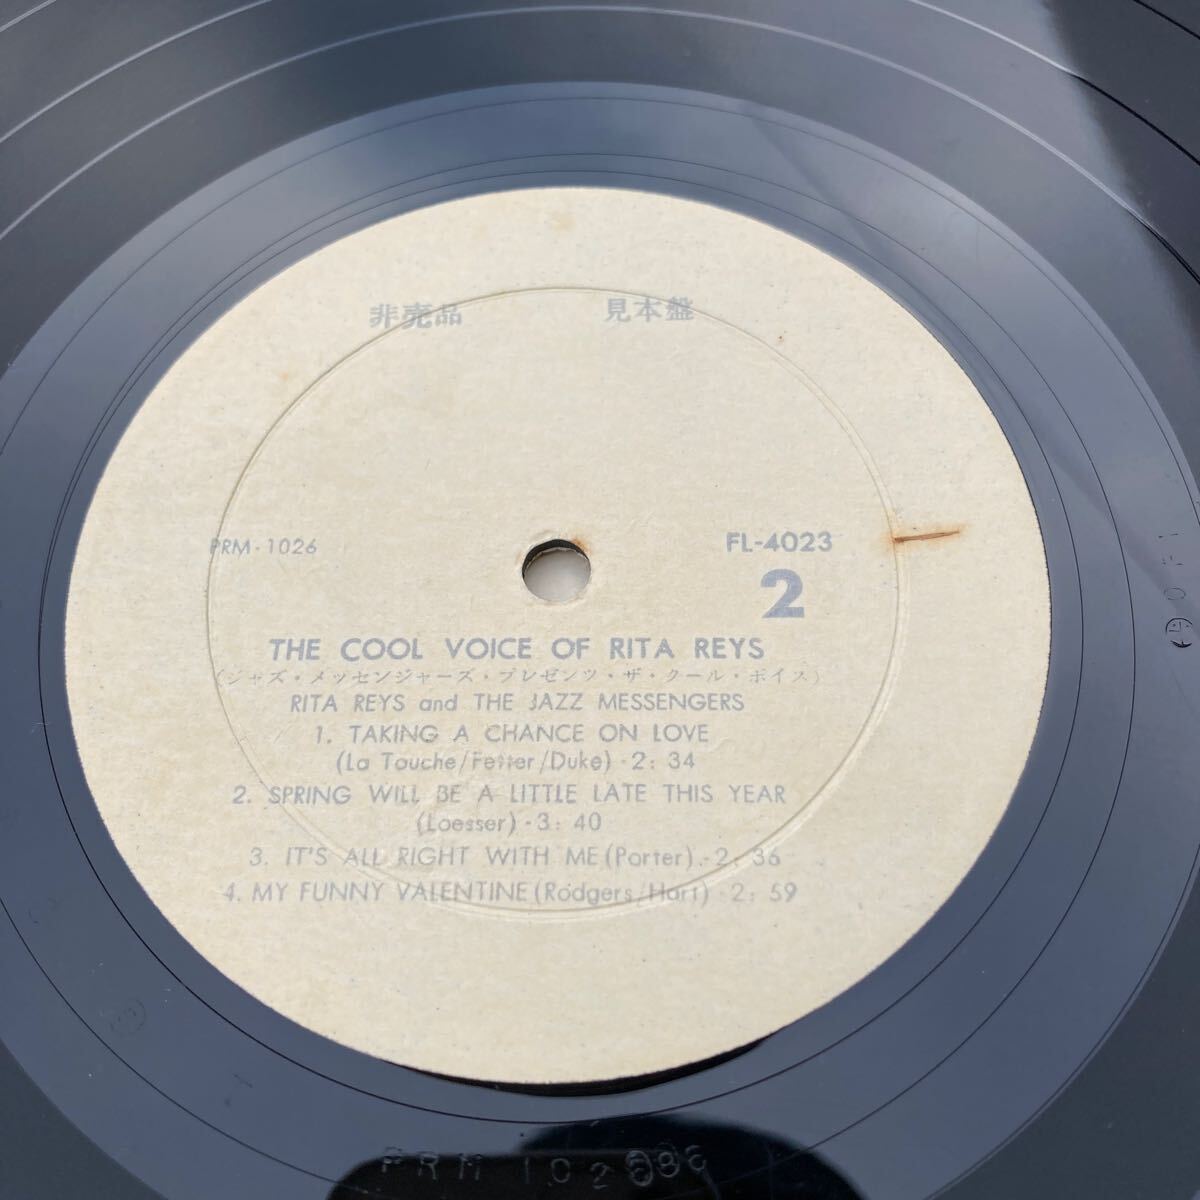 非売品 見本盤
PRM-1026 FL-4023
2
THE COOL VOICE OF RITA REYS
(ジャズ・メッセンジャーズ・プレゼンツ・ザ・クール・ボイス)
RITA REYS and THE JAZZ MESSENGERS
1. TAKING A CHANCE ON LOVE
(La Touche/Fetter/Duke)·2:34
2. SPRING WILL BE A LITTLE LATE THIS YEAR
(Loesser)·3:40
3. IT'S ALL RIGHT WITH ME(Porter).-2:36
4. MY FUNNY VALENTINE(Rodgers/Hart)·2:59